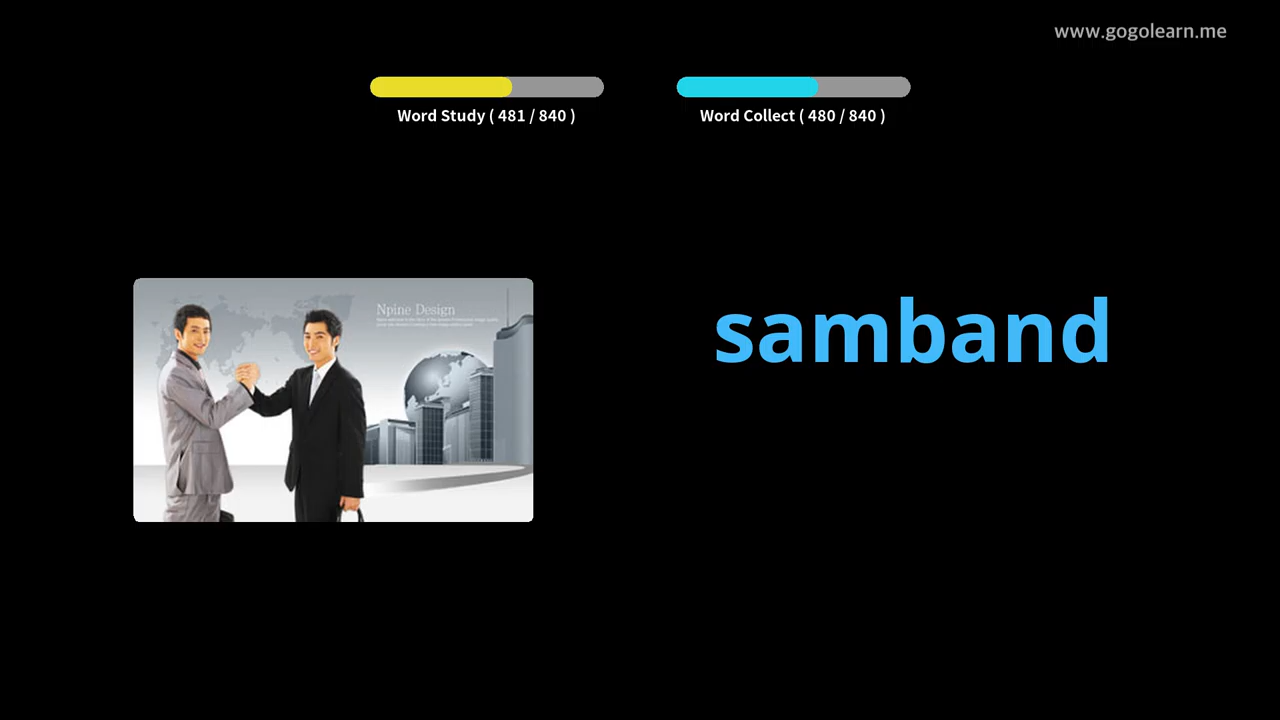 www.gogolearn.me
Word Study ( 481 / 840 )
Word Collect ( 480 / 840 )
Npine Design
samband